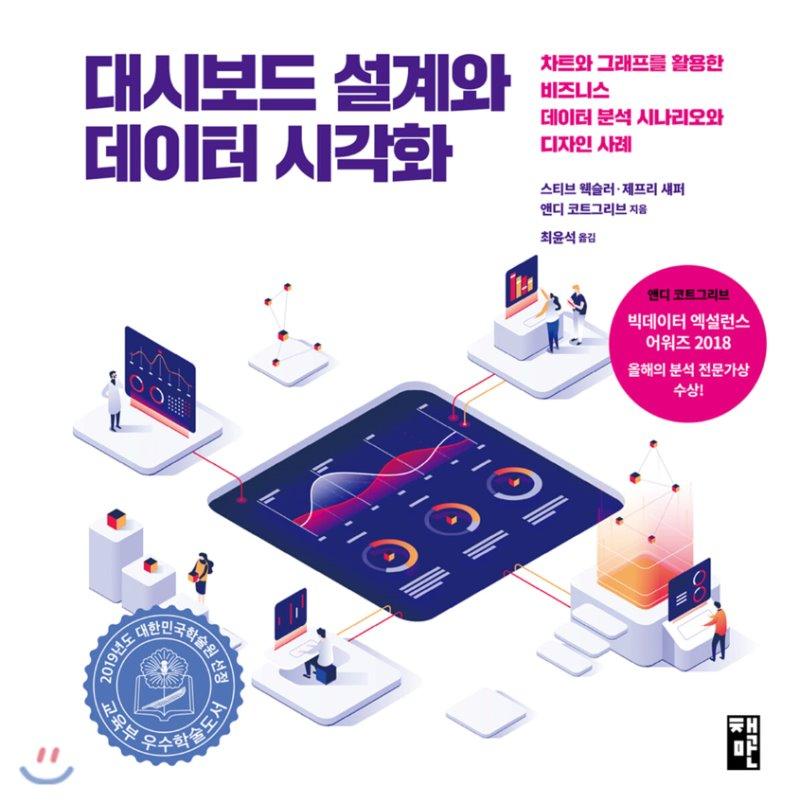 대시보드 설계와
데이터 시각화
차트와 그래프를 활용한
비즈니스
데이터 분석 시나리오와
디자인 사례
스티브 웩슬러 · 제프리 섀퍼
앤디 코트그리브 지음
최윤석 옮김
앤디 코트그리브
빅데이터 엑설런스
어워즈 2018
올해의 분석 전문가상
수상!
2019년도 대한민국학술원 선정
교육부 우수학술도서
책만